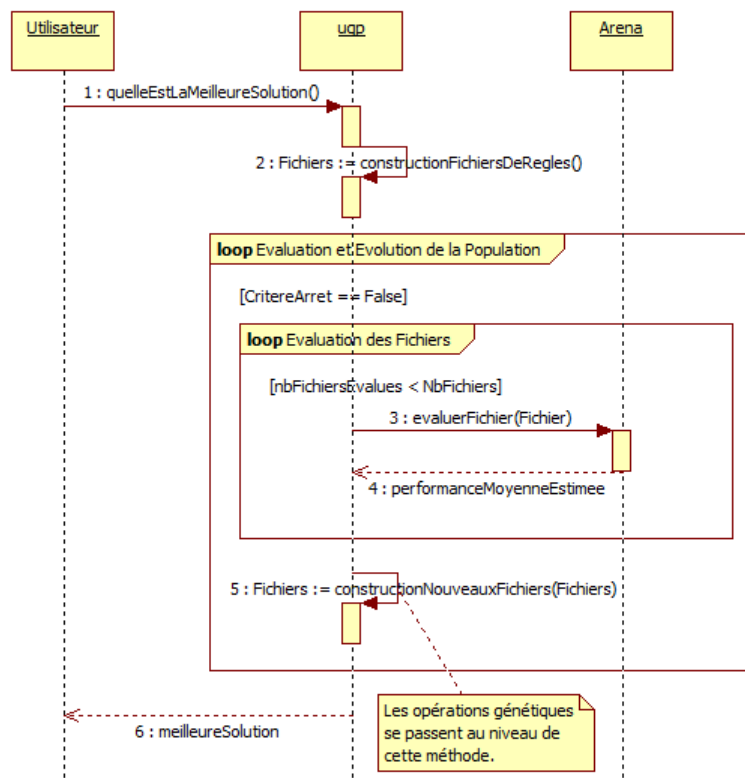 Utilisateur
ugp
Arena
1 : quelleEstLaMeilleureSolution()
2 : Fichiers := constructionFichiersDeRegles()
loop Evaluation et Evolution de la Population
[CritereArret == False]
loop Evaluation des Fichiers
[nbFichiersEvalues < NbFichiers]
3 : evaluerFichier(Fichier)
4 : performanceMoyenneEstimee
5 : Fichiers := constructionNouveauxFichiers(Fichiers)
6 : meilleureSolution
Les opérations génétiques
se passent au niveau de
cette méthode.